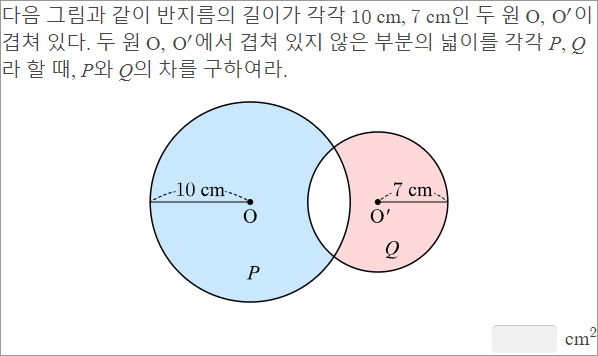 다음 그림과 같이 반지름의 길이가 각각 10 cm, 7 cm인 두 원 O, O′이
겹쳐 있다. 두 원 O, O′에서 겹쳐 있지 않은 부분의 넓이를 각각 P, Q
라 할 때, P와 Q의 차를 구하여라.
10 cm
7 cm
O
O′
Q
P
cm²